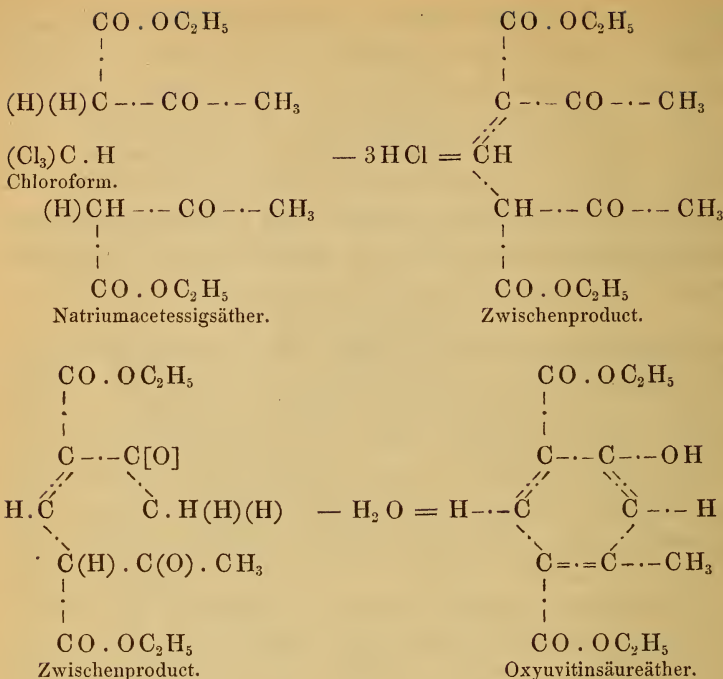 CO . OC₂H₅ CO . OC₂H₅
(H)(H)C -·- CO -·- CH₃ C -·- CO -·- CH₃
(Cl₃)C . H — 3HCl = CH
Chloroform.
(H)CH -·- CO -·- CH₃ CH -·- CO -·- CH₃
CO . OC₂H₅ CO . OC₂H₅
Natriumacetessigsäther. Zwischenproduct.
CO . OC₂H₅ CO . OC₂H₅
C -·- C[O] C -·- C -·- OH
H . C C . H(H)(H) — H₂O = H -·- C C -·- H
C(H) . C(O) . CH₃ C=·=C -·- CH₃
CO . OC₂H₅ CO . OC₂H₅
Zwischenproduct. Oxyuvitinsäureäther.